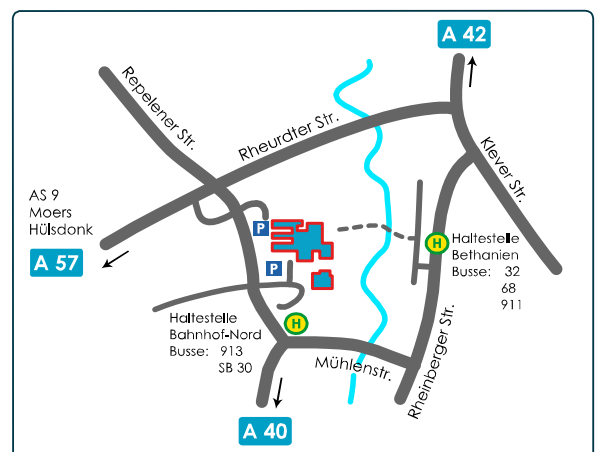 A 42
Repelener Str.
Rheurdter Str.
Klever Str.
AS 9
Moers
Hülsdonk
A 57
P
P
H
Haltestelle
Bethanien
Busse: 32
68
911
Haltestelle
Bahnhof-Nord
Busse: 913
SB 30
H
Mühlenstr.
Rheinberger Str.
A 40